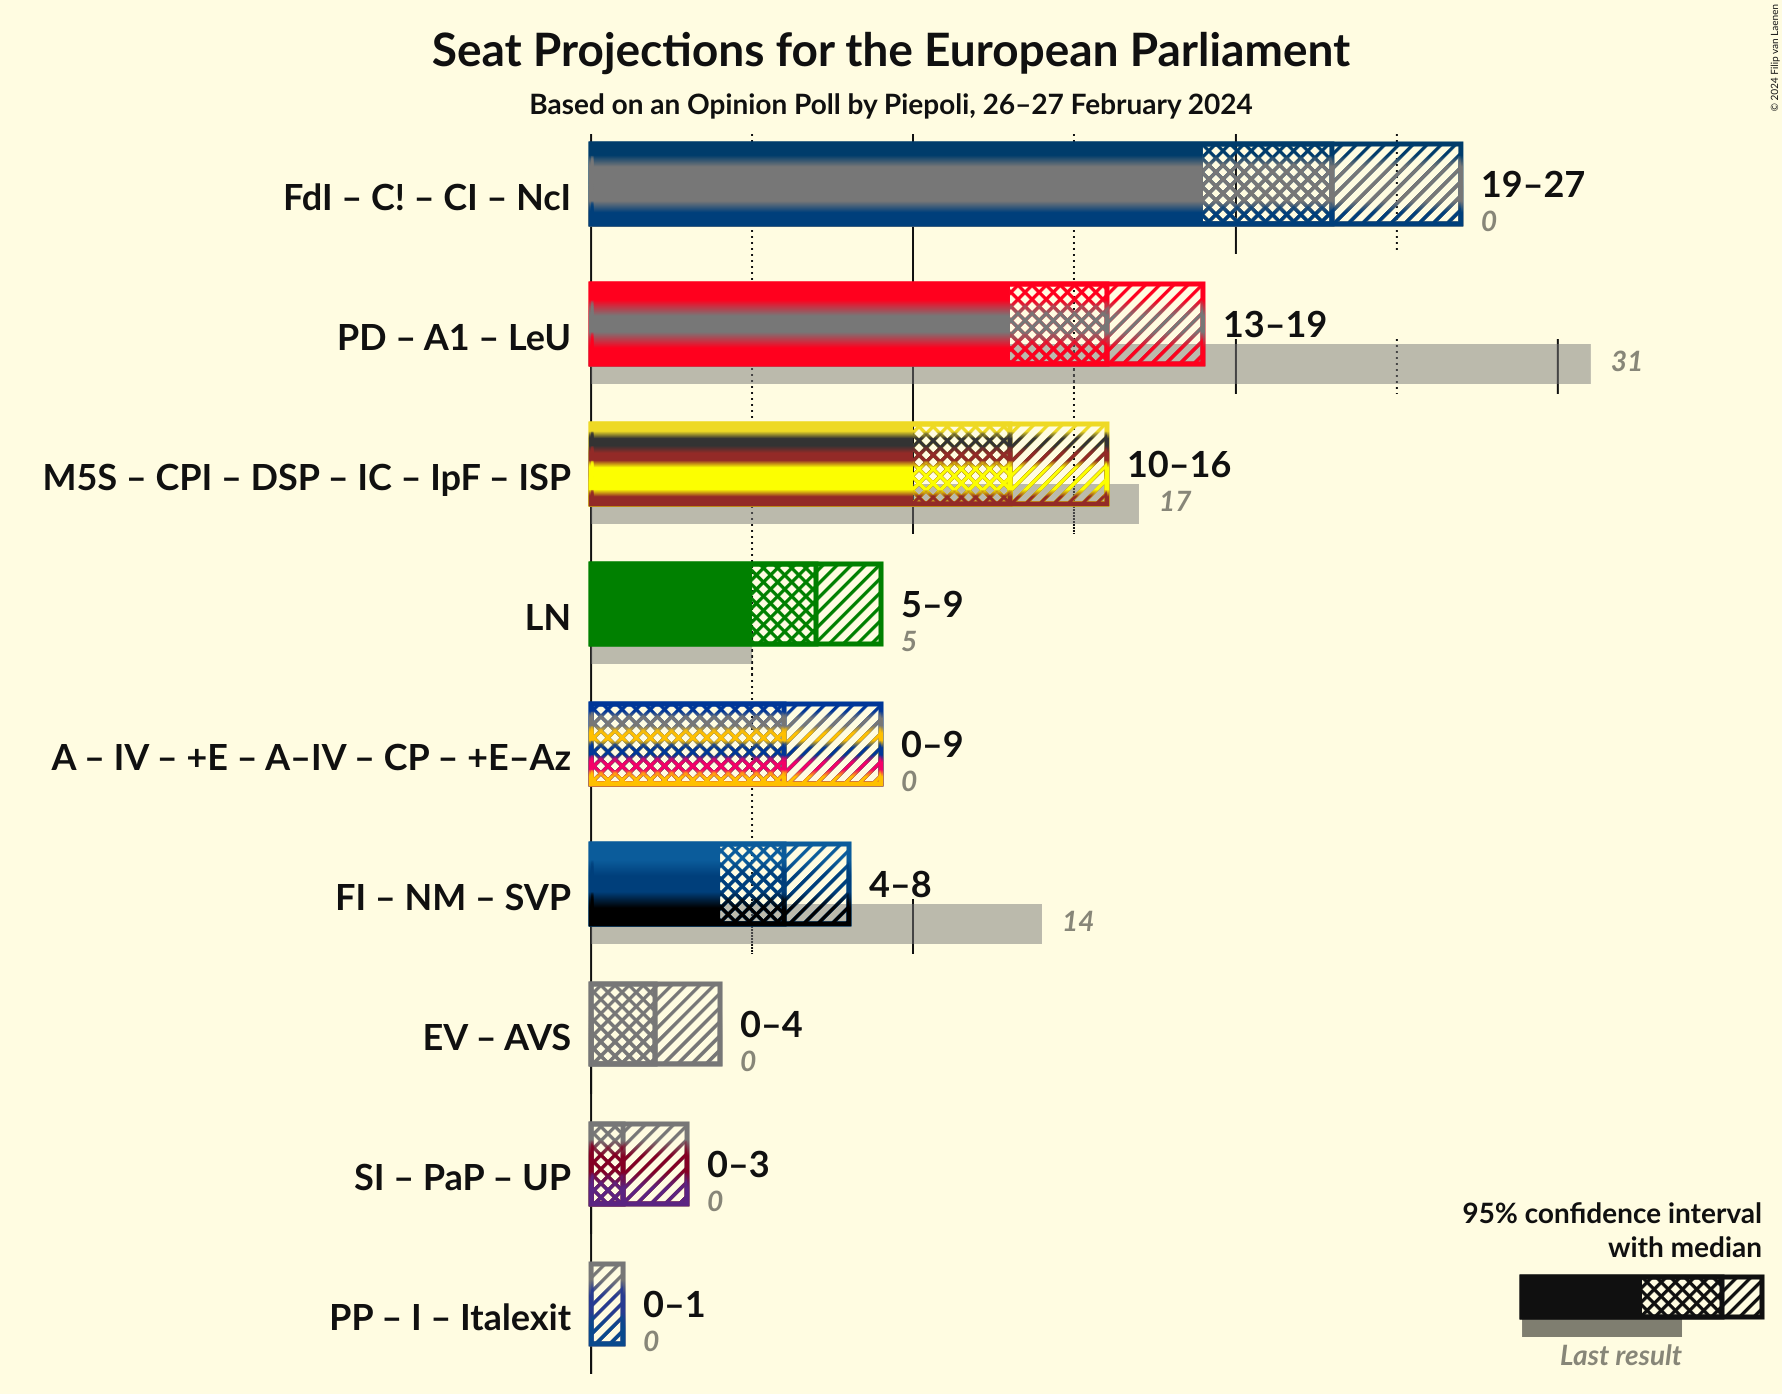 Seat Projections for the European Parliament
Based on an Opinion Poll by Piepoli, 26–27 February 2024
© 2024 Filip van Laenen
FdI – C! – CI – NcI
19–27
0
PD – A1 – LeU
13–19
31
M5S – CPI – DSP – IC – IpF – ISP
10–16
17
LN
5–9
5
A – IV – +E – A–IV – CP – +E–Az
0–9
0
FI – NM – SVP
4–8
14
EV – AVS
0–4
0
SI – PaP – UP
0–3
0
PP – I – Italexit
0–1
0
95% confidence interval
with median
Last result